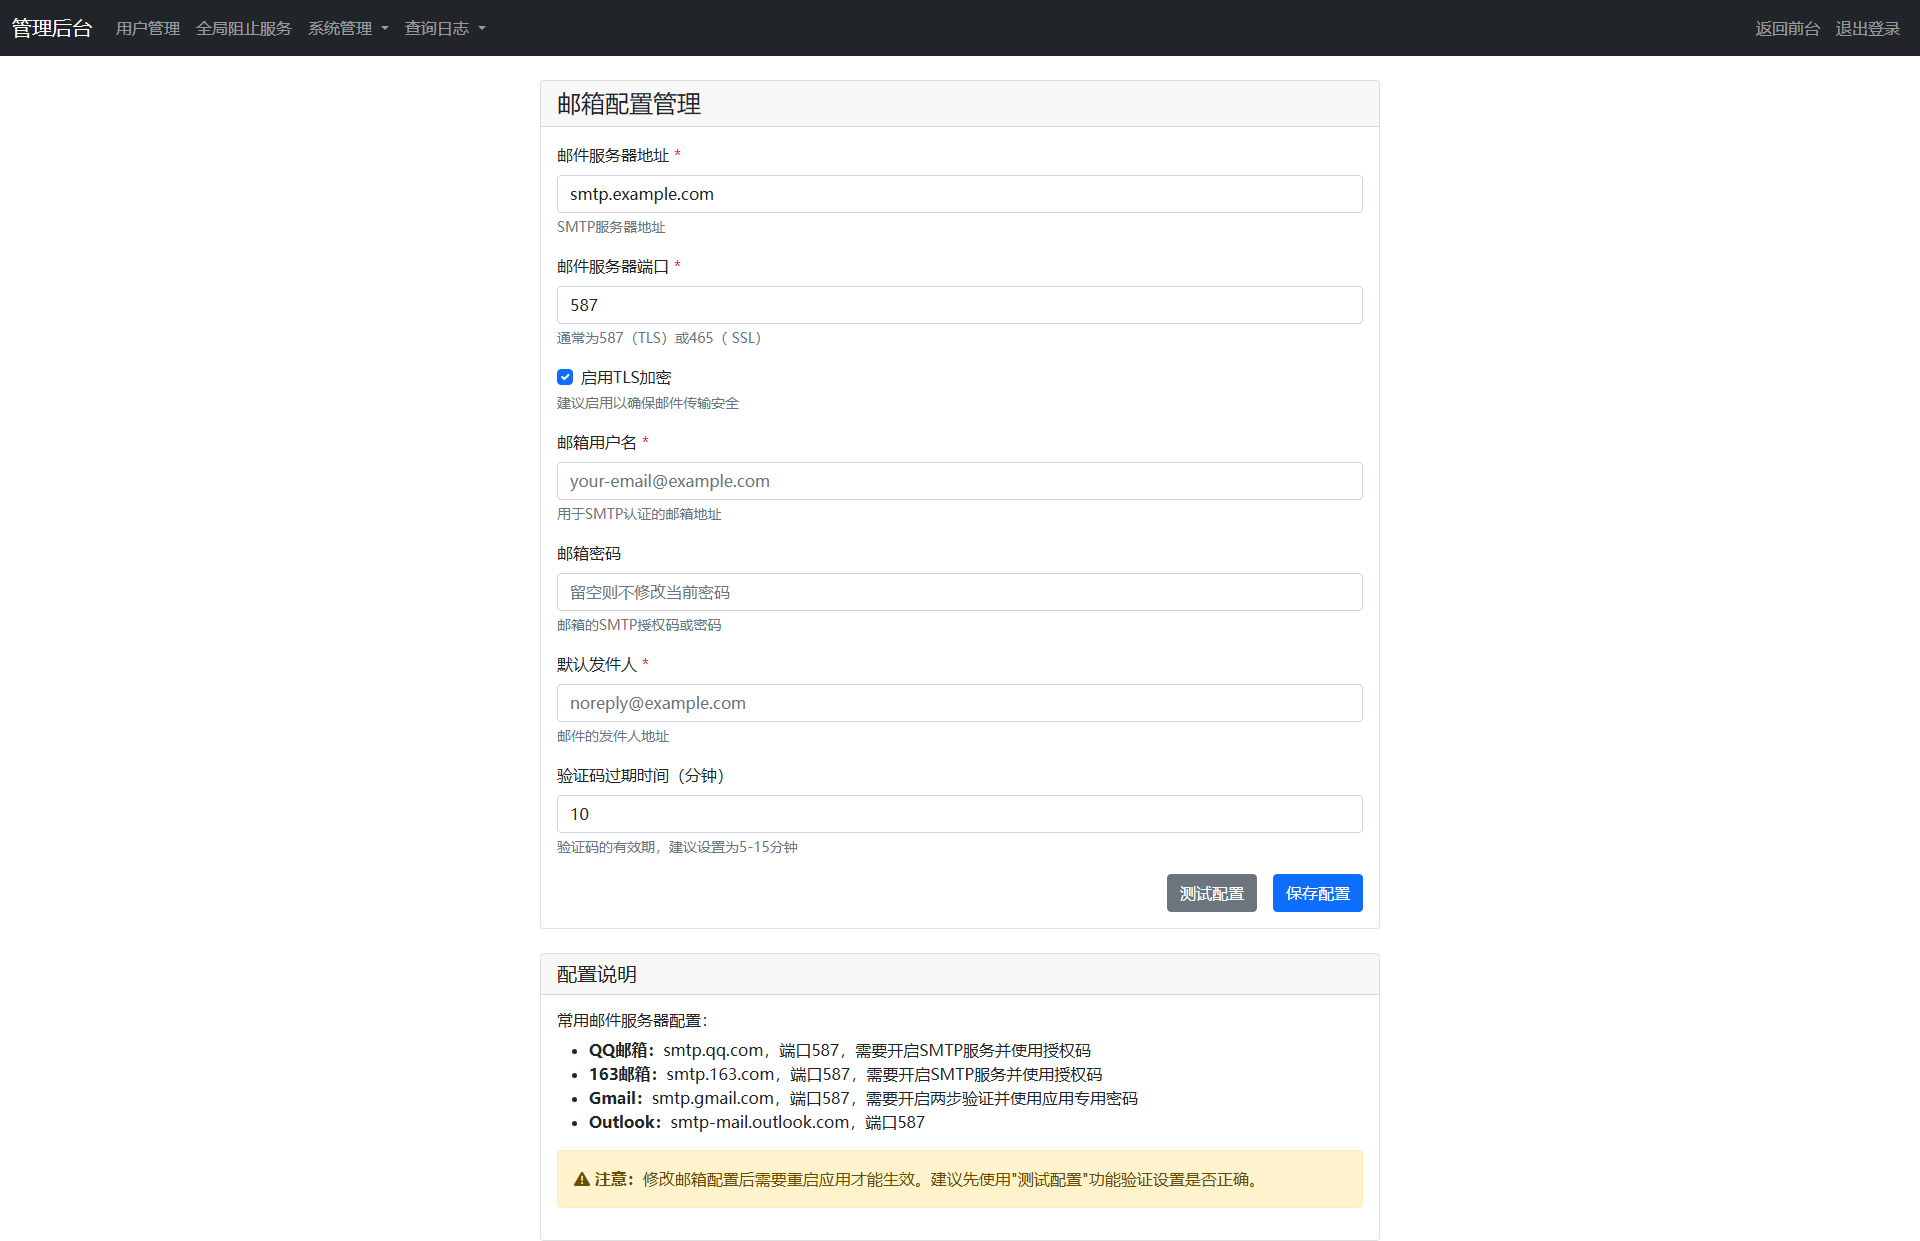 管理后台 用户管理 全局阻止服务 系统管理 查询日志 返回前台 退出登录
邮箱配置管理
邮件服务器地址 *
smtp.example.com
SMTP服务器地址
邮件服务器端口 *
587
通常为587（TLS）或465（ SSL）
启用TLS加密
建议启用以确保邮件传输安全
邮箱用户名 *
your-email@example.com
用于SMTP认证的邮箱地址
邮箱密码
留空则不修改当前密码
邮箱的SMTP授权码或密码
默认发件人 *
noreply@example.com
邮件的发件人地址
验证码过期时间（分钟）
10
验证码的有效期，建议设置为5-15分钟
测试配置 保存配置
配置说明
常用邮件服务器配置：
• QQ邮箱：smtp.qq.com，端口587，需要开启SMTP服务并使用授权码
• 163邮箱：smtp.163.com，端口587，需要开启SMTP服务并使用授权码
• Gmail：smtp.gmail.com，端口587，需要开启两步验证并使用应用专用密码
• Outlook：smtp-mail.outlook.com，端口587
注意：修改邮箱配置后需要重启应用才能生效。建议先使用"测试配置"功能验证设置是否正确。